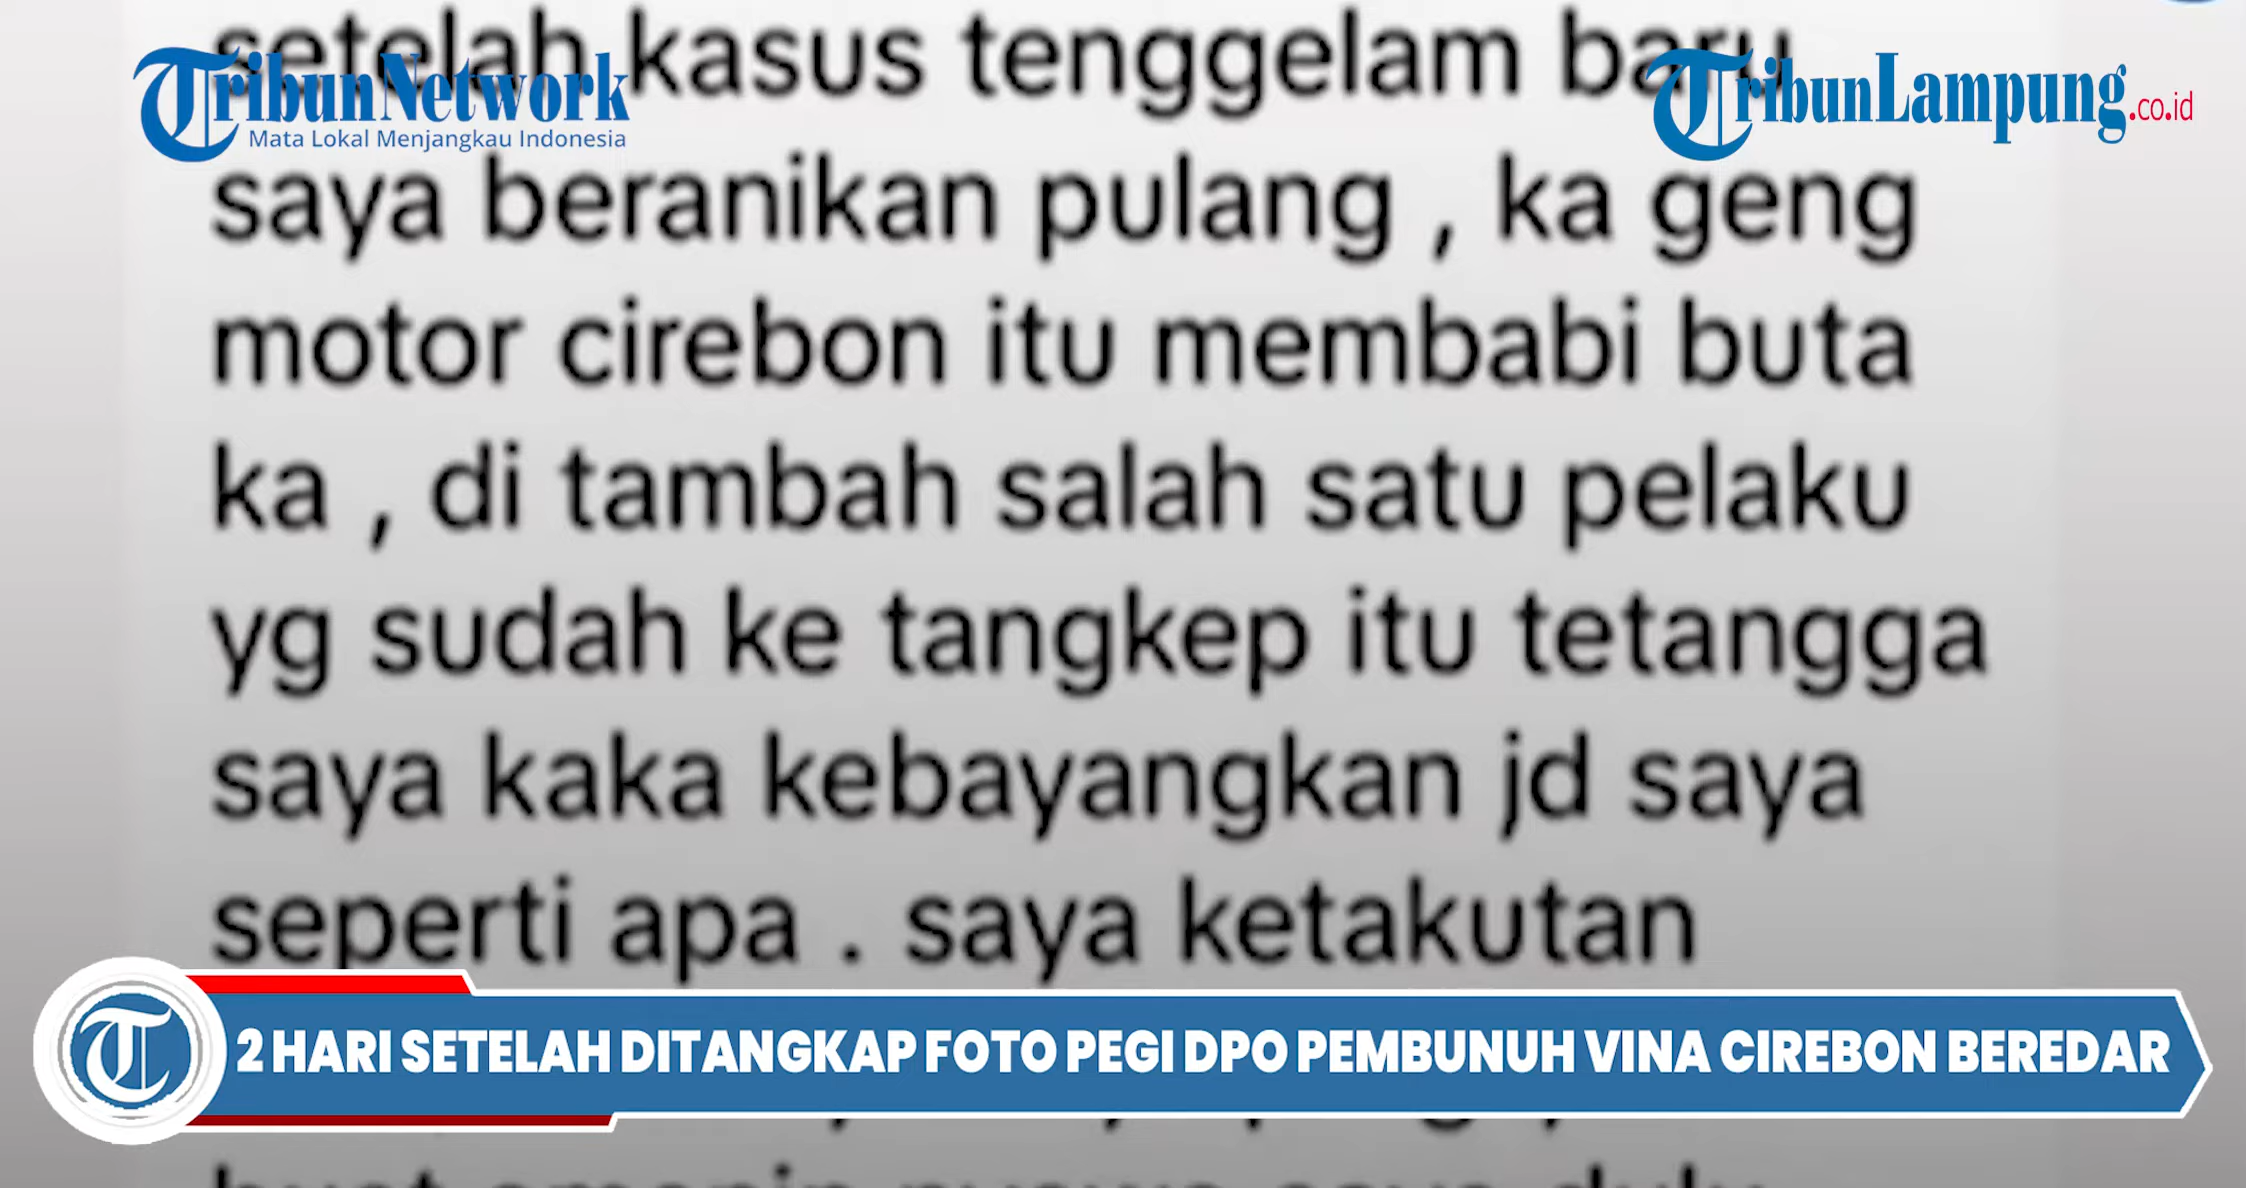 setelah kasus tenggelam baru
TribunNetwork
Mata Lokal Menjangkau Indonesia
TribunLampung.co.id
saya beranikan pulang , ka geng
motor cirebon itu membabi buta
ka , di tambah salah satu pelaku
yg sudah ke tangkep itu tetangga
saya kaka kebayangkan jd saya
seperti apa . saya ketakutan
2 HARI SETELAH DITANGKAP FOTO PEGI DPO PEMBUNUH VINA CIREBON BEREDAR